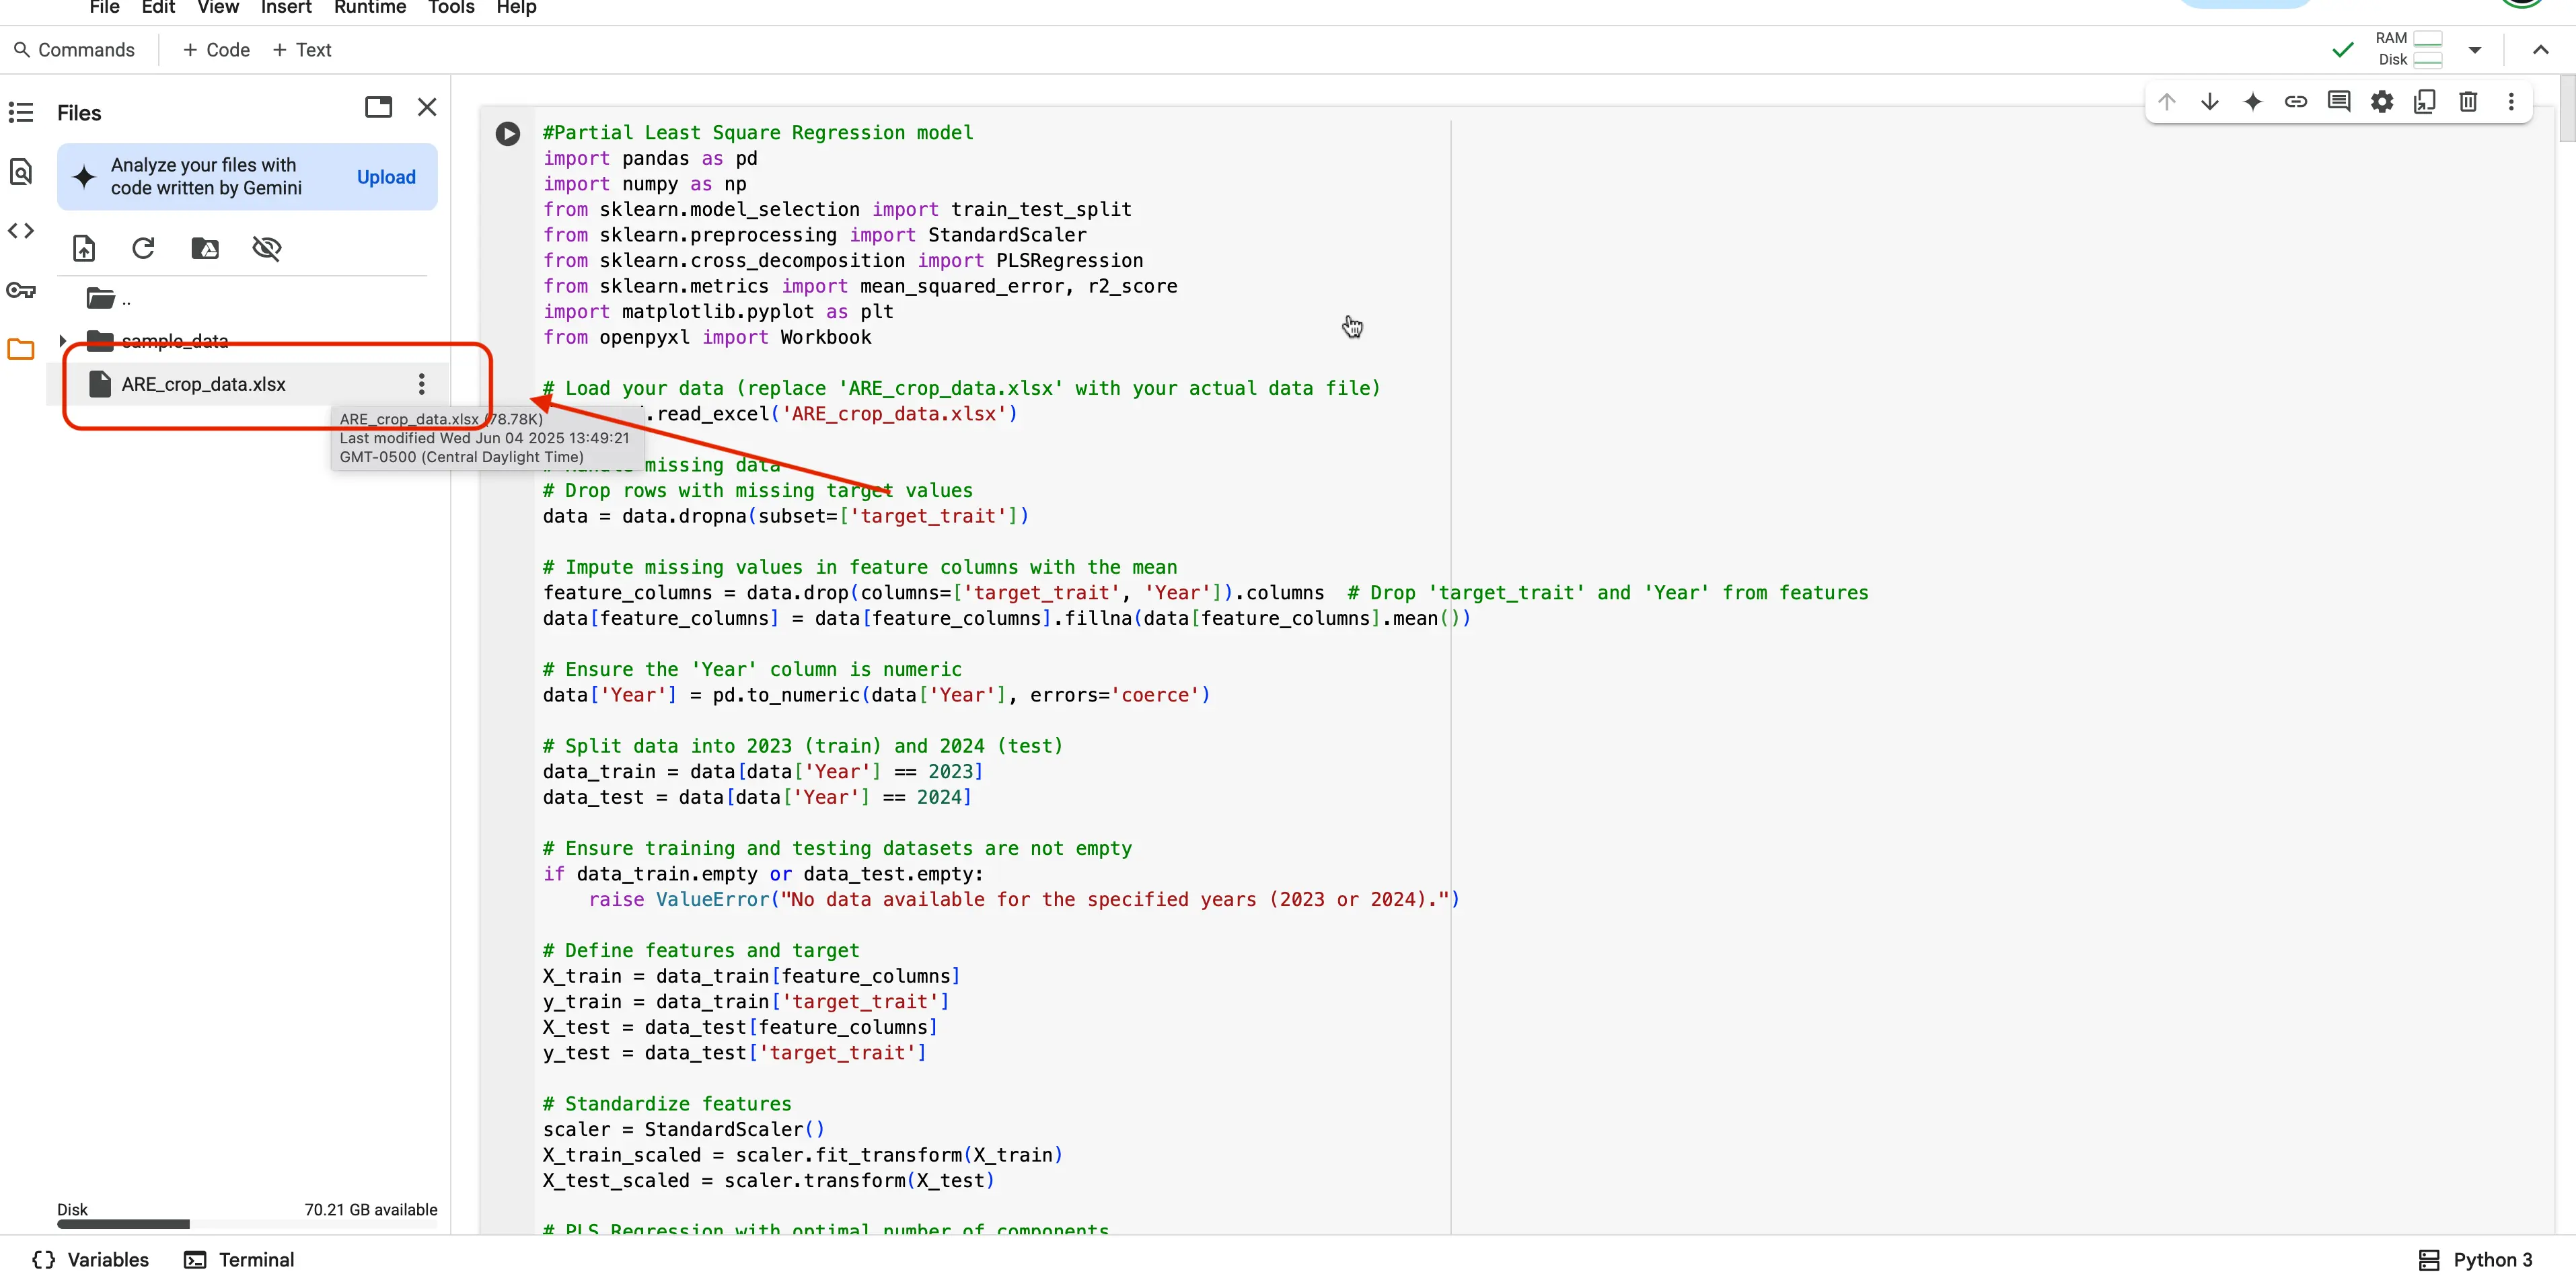 File Edit View Insert Runtime Tools Help
Commands + Code + Text
RAM
Disk
Files
Analyze your files with
code written by Gemini
Upload
..
sample_data
ARE_crop_data.xlsx
ARE_crop_data.xlsx (78.78K)
Last modified Wed Jun 04 2025 13:49:21
GMT-0500 (Central Daylight Time)
Disk
70.21 GB available
#Partial Least Square Regression model
import pandas as pd
import numpy as np
from sklearn.model_selection import train_test_split
from sklearn.preprocessing import StandardScaler
from sklearn.cross_decomposition import PLSRegression
from sklearn.metrics import mean_squared_error, r2_score
import matplotlib.pyplot as plt
from openpyxl import Workbook
# Load your data (replace 'ARE_crop_data.xlsx' with your actual data file)
.read_excel('ARE_crop_data.xlsx')
missing data
# Drop rows with missing target values
data = data.dropna(subset=['target_trait'])
# Impute missing values in feature columns with the mean
feature_columns = data.drop(columns=['target_trait', 'Year']).columns # Drop 'target_trait' and 'Year' from features
data[feature_columns] = data[feature_columns].fillna(data[feature_columns].mean())
# Ensure the 'Year' column is numeric
data['Year'] = pd.to_numeric(data['Year'], errors='coerce')
# Split data into 2023 (train) and 2024 (test)
data_train = data[data['Year'] == 2023]
data_test = data[data['Year'] == 2024]
# Ensure training and testing datasets are not empty
if data_train.empty or data_test.empty:
raise ValueError("No data available for the specified years (2023 or 2024).")
# Define features and target
X_train = data_train[feature_columns]
y_train = data_train['target_trait']
X_test = data_test[feature_columns]
y_test = data_test['target_trait']
# Standardize features
scaler = StandardScaler()
X_train_scaled = scaler.fit_transform(X_train)
X_test_scaled = scaler.transform(X_test)
# PLS Regression with optimal number of components
Variables Terminal
Python 3